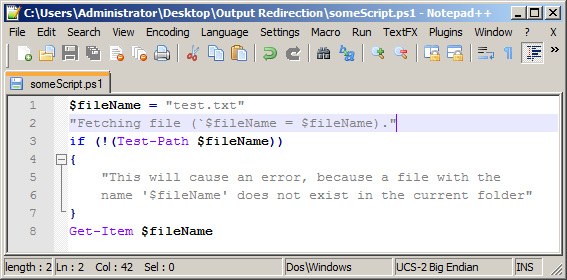 C:\Users\Administrator\Desktop\Output Redirection\someScript.ps1 - Notepad++
File Edit Search View Encoding Language Settings Macro Run TextFX Plugins Window ? X
someScript.ps1
1 $fileName = "test.txt"
2 "Fetching file (`$fileName = $fileName)."
3 if (!(Test-Path $fileName))
4 {
5 "This will cause an error, because a file with the
6 name '$fileName' does not exist in the current folder"
7 }
8 Get-Item $fileName
length : 2 Ln : 2 Col : 42 Sel : 0 Dos\Windows UCS-2 Big Endian INS